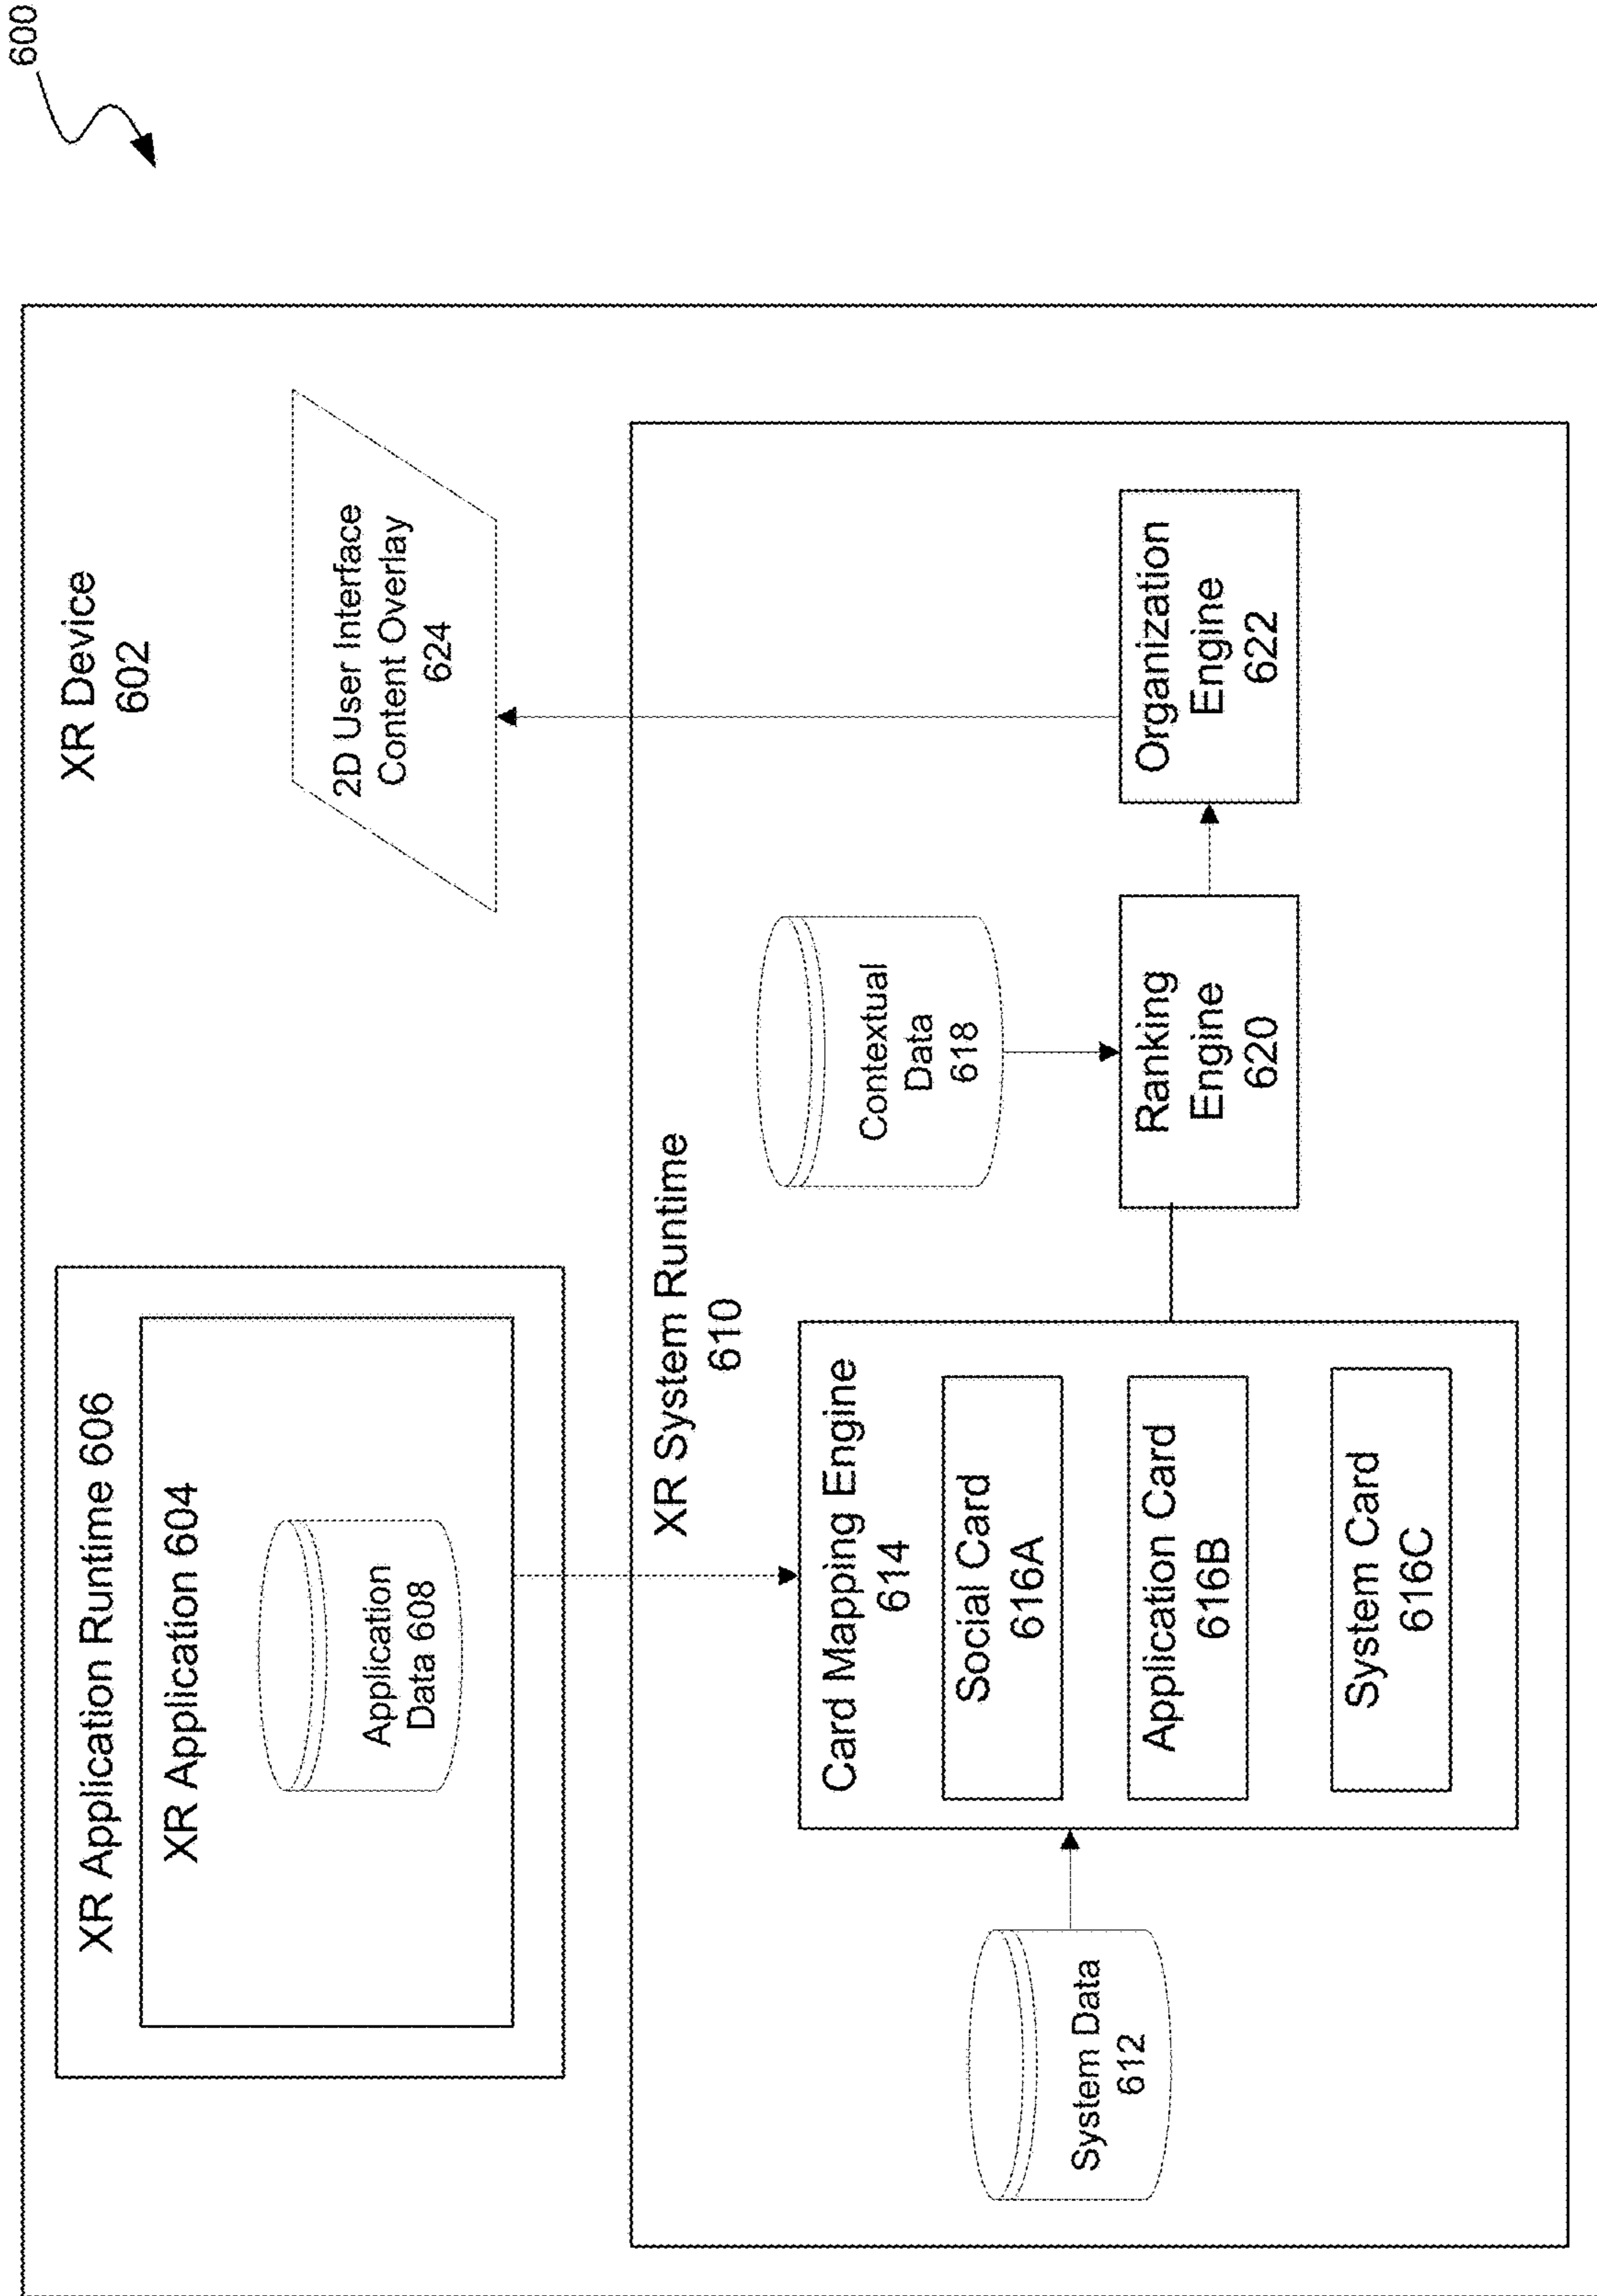 600
XR Device
602
XR Application Runtime 606
XR Application 604
Application
Data 608
2D User Interface
Content Overlay
624
XR System Runtime
610
System Data
612
Card Mapping Engine
614
Social Card
616A
Application Card
616B
System Card
616C
Contextual
Data
618
Ranking
Engine
620
Organization
Engine
622